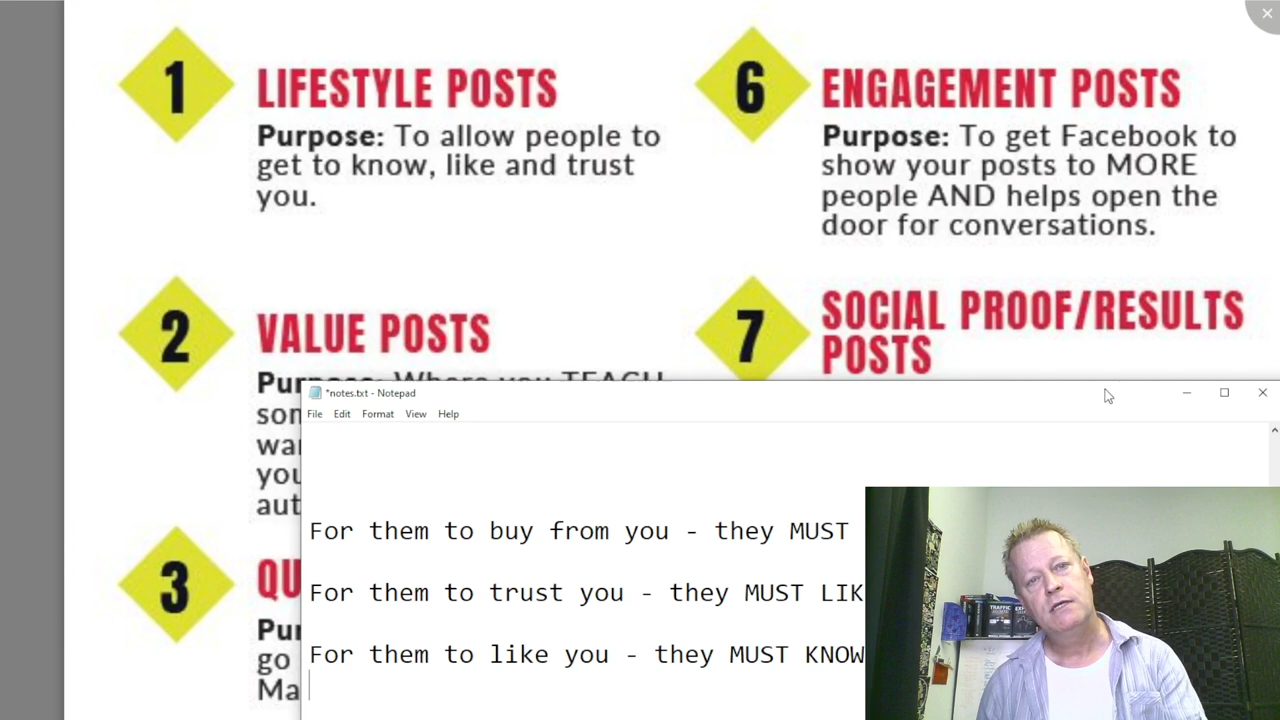 1
LIFESTYLE POSTS
Purpose: To allow people to
get to know, like and trust
you.
2
VALUE POSTS
3
6
ENGAGEMENT POSTS
Purpose: To get Facebook to
show your posts to MORE
people AND helps open the
door for conversations.
7
SOCIAL PROOF/RESULTS
POSTS
*notes.txt - Notepad
File Edit Format View Help
For them to buy from you - they MUST
For them to trust you - they MUST LIK
For them to like you - they MUST KNOW
TRAFFIC